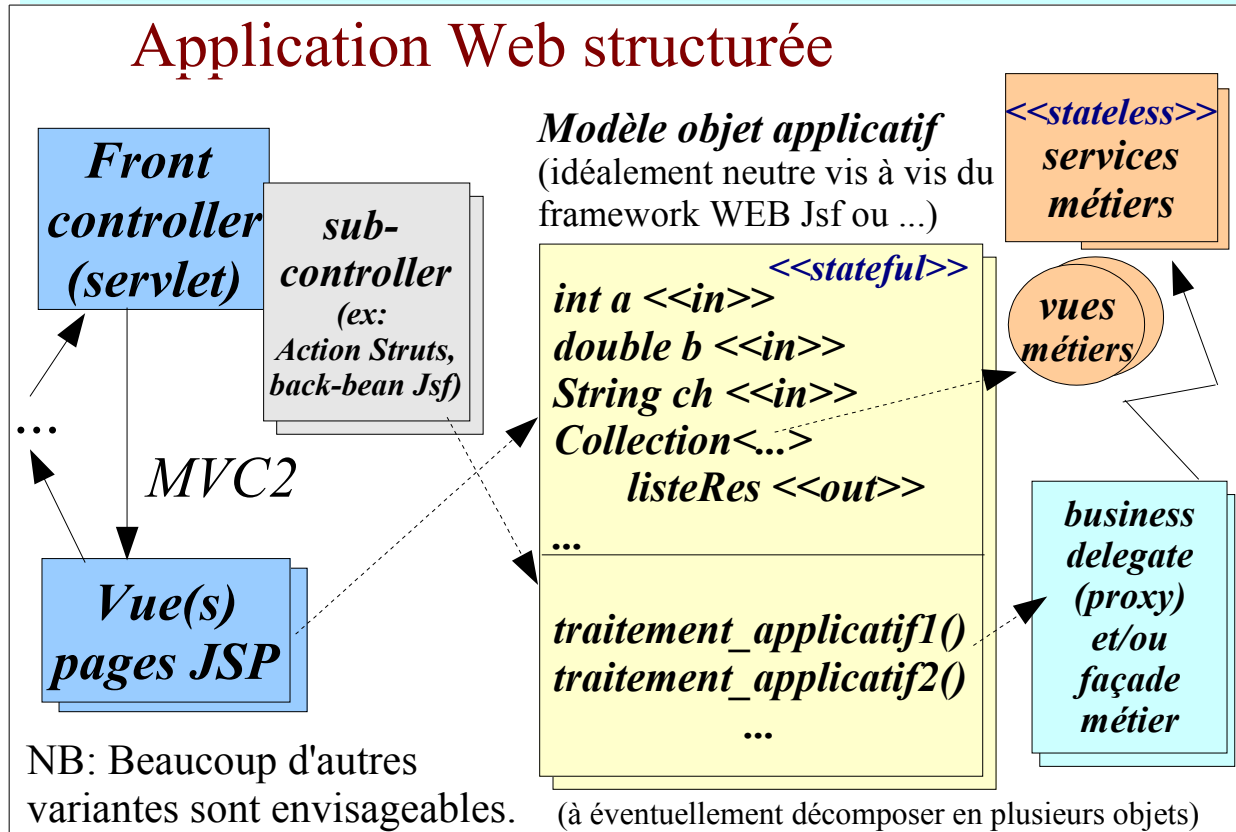 Application Web structurée
Front
controller
(servlet)
sub-
controller
(ex:
Action Struts,
back-bean Jsf)
...
MVC2
Vue(s)
pages JSP
NB: Beaucoup d'autres
variantes sont envisageables.
Modèle objet applicatif
(idéalement neutre vis à vis du
framework WEB Jsf ou ...)
<<stateful>>
int a <<in>>
double b <<in>>
String ch <<in>>
Collection<...>
listeRes <<out>>
...
traitement_applicatif1()
traitement_applicatif2()
...
(à éventuellement décomposer en plusieurs objets)
<<stateless>>
services
métiers
vues
métiers
business
delegate
(proxy)
et/ou
façade
métier